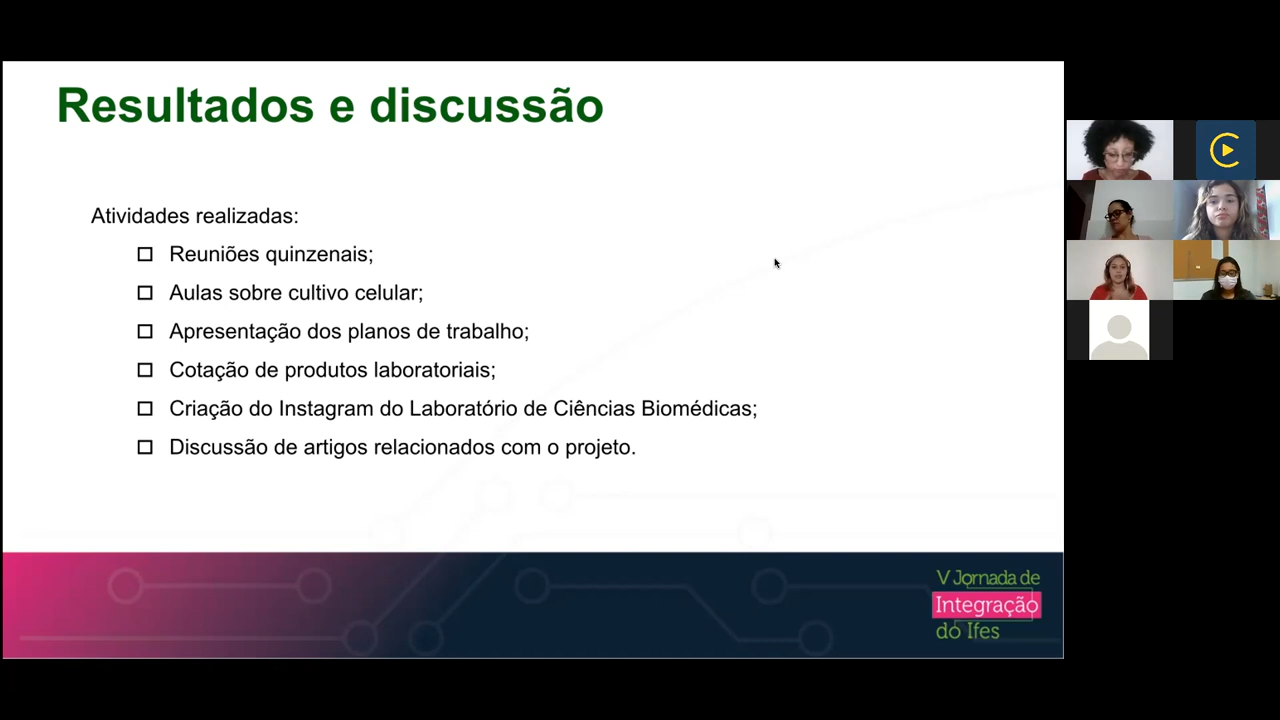 Resultados e discussão
Atividades realizadas:
Reuniões quinzenais;
Aulas sobre cultivo celular;
Apresentação dos planos de trabalho;
Cotação de produtos laboratoriais;
Criação do Instagram do Laboratório de Ciências Biomédicas;
Discussão de artigos relacionados com o projeto.
V Jornada de
Integração
do Ifes